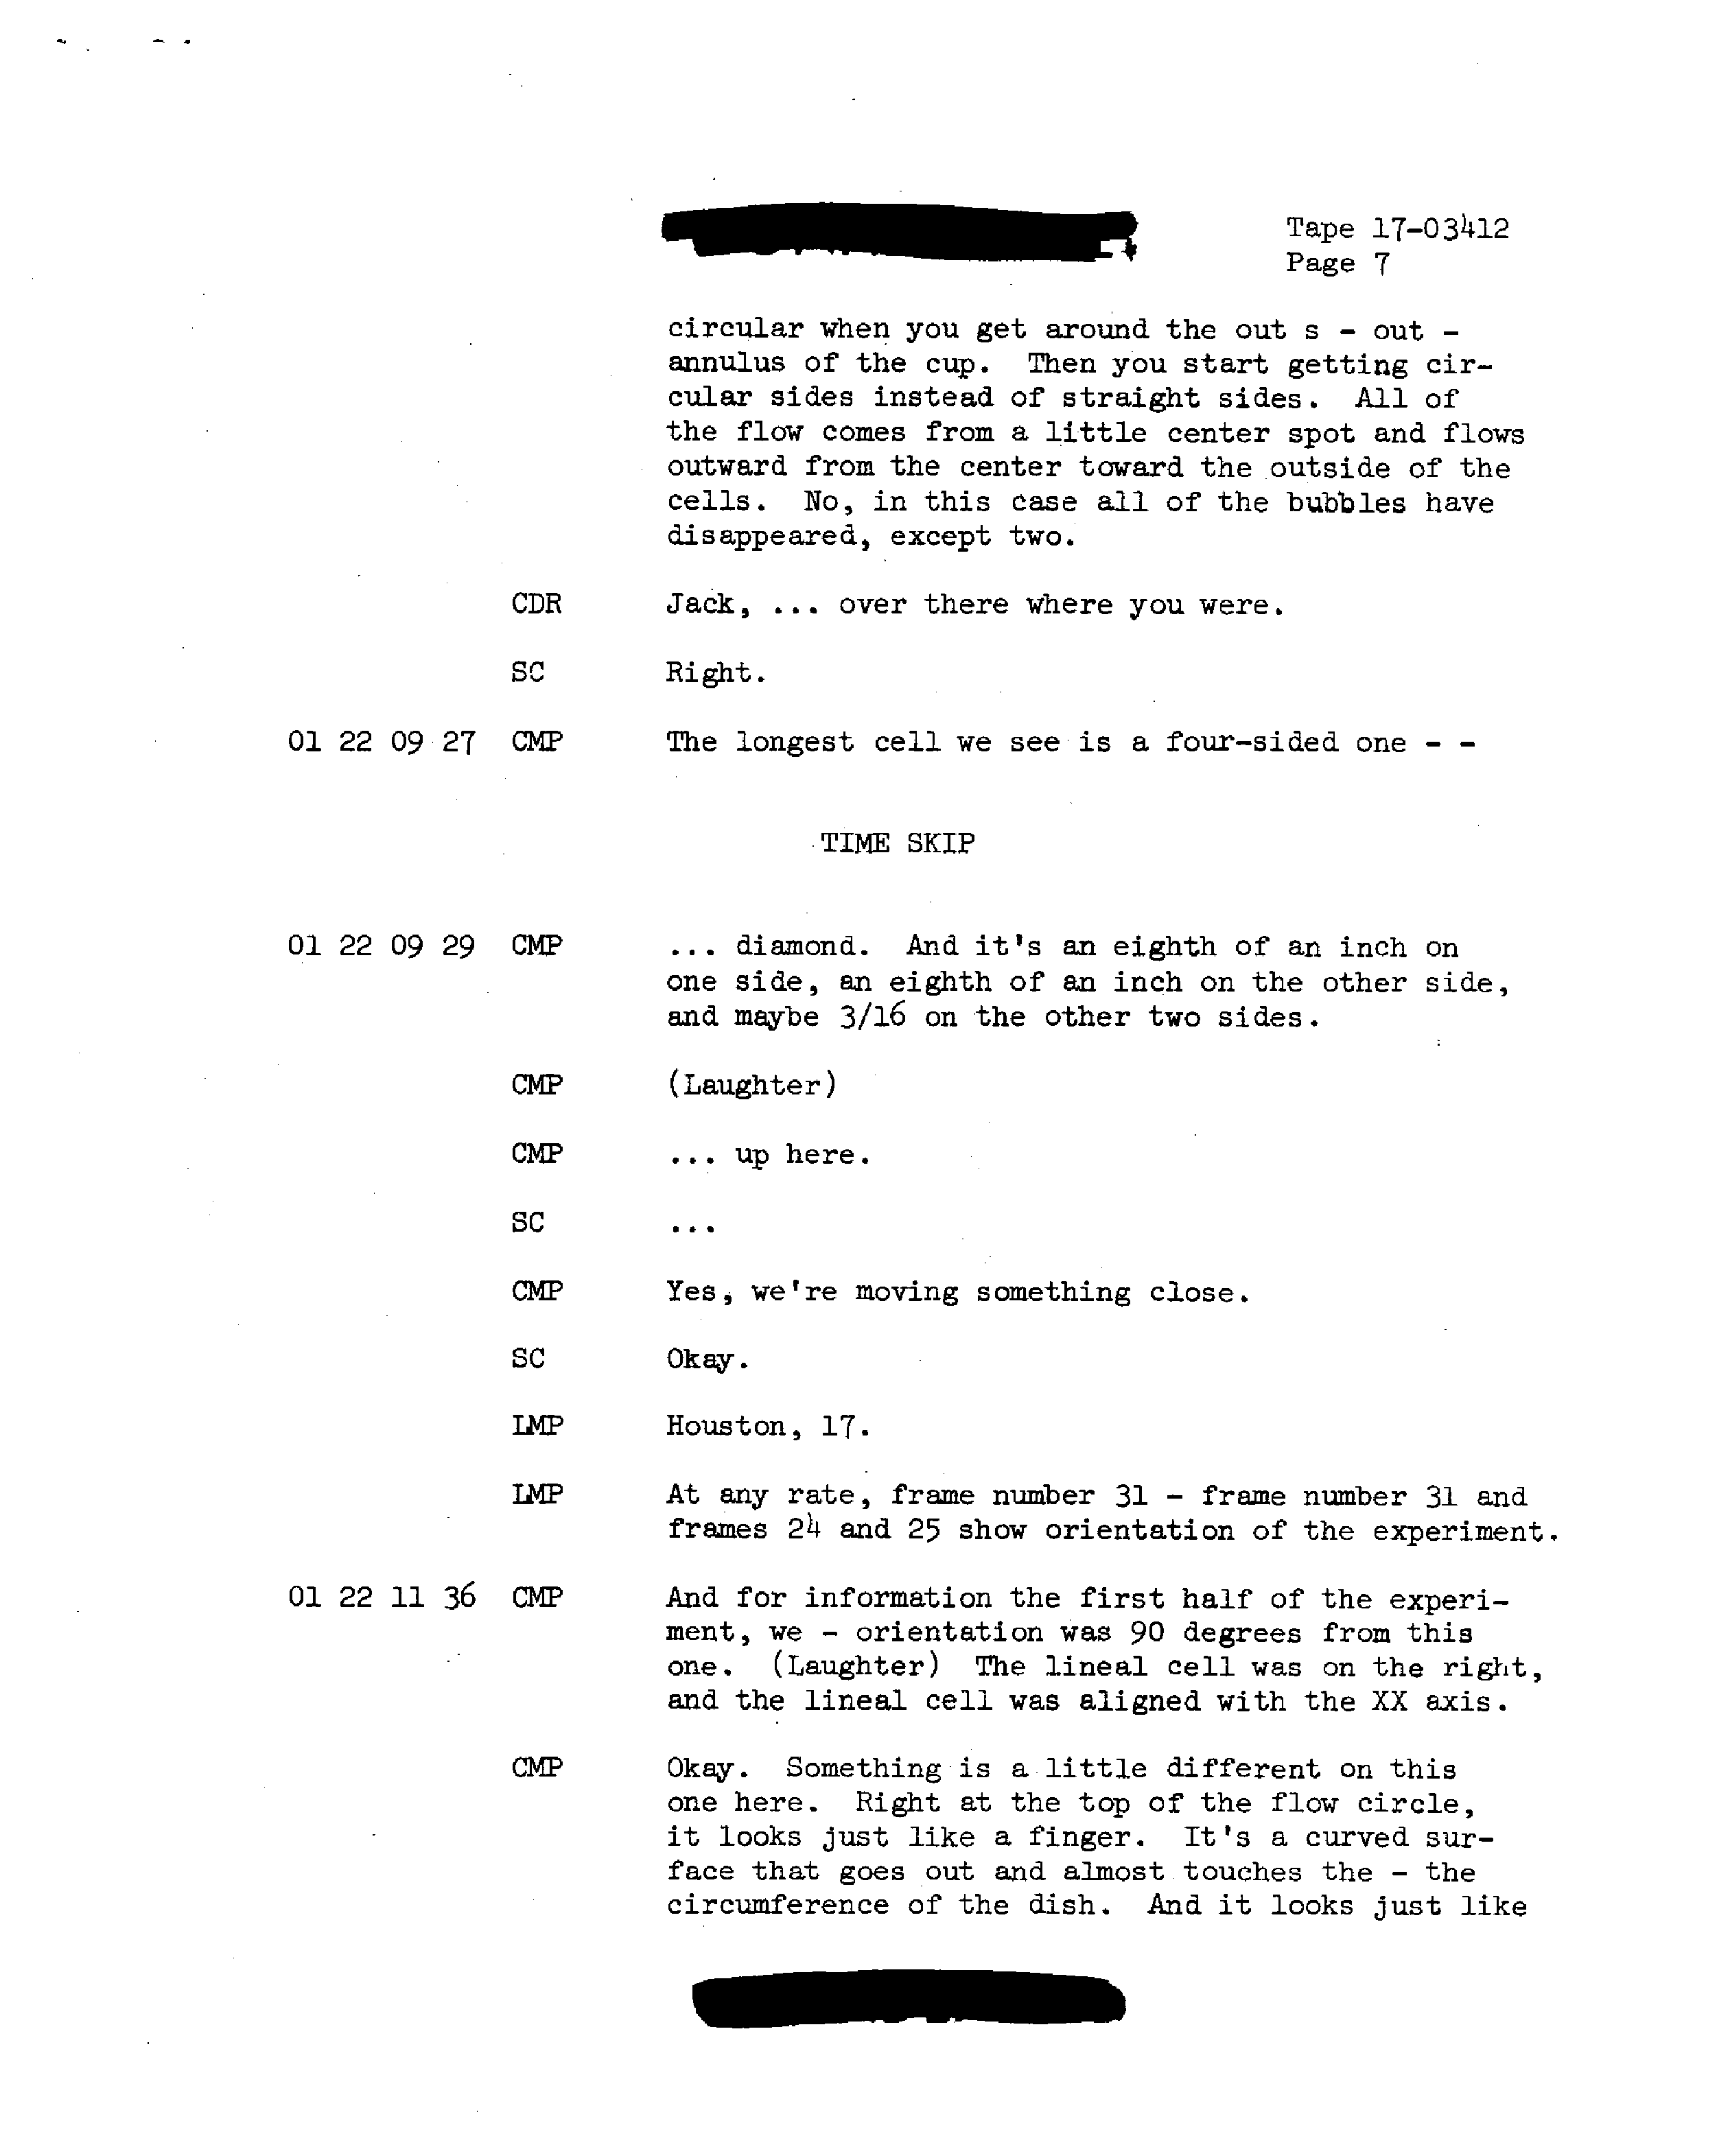 Tape 17-03412
Page 7
circular when you get around the out s - out -
annulus of the cup. Then you start getting cir-
cular sides instead of straight sides. All of
the flow comes from a little center spot and flows
outward from the center toward the outside of the
cells. No, in this case all of the bubbles have
disappeared, except two.
CDR Jack, ... over there where you were.
SC Right.
01 22 09 27 CMP The longest cell we see is a four-sided one - -
TIME SKIP
01 22 09 29 CMP ... diamond. And it's an eighth of an inch on
one side, an eighth of an inch on the other side,
and maybe 3/16 on the other two sides.
CMP (Laughter)
CMP ... up here.
SC ...
CMP Yes, we're moving something close.
SC Okay.
LMP Houston, 17.
LMP At any rate, frame number 31 - frame number 31 and
frames 24 and 25 show orientation of the experiment.
01 22 11 36 CMP And for information the first half of the experi-
ment, we - orientation was 90 degrees from this
one. (Laughter) The lineal cell was on the right,
and the lineal cell was aligned with the XX axis.
CMP Okay. Something is a little different on this
one here. Right at the top of the flow circle,
it looks just like a finger. It's a curved sur-
face that goes out and almost touches the - the
circumference of the dish. And it looks just like